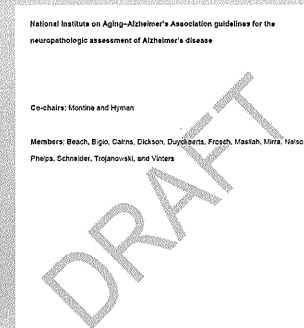 National Institute on Aging–Alzheimer's Association guidelines for the
neuropathologic assessment of Alzheimer's disease
Co-chairs: Montine and Hyman
Members: Beach, Bigio, Cairns, Dickson, Duyckaerts, Frosch, Masliah, Mirra, Nelso
Phelps, Schneider, Trojanowski, and Vinters
DRAFT